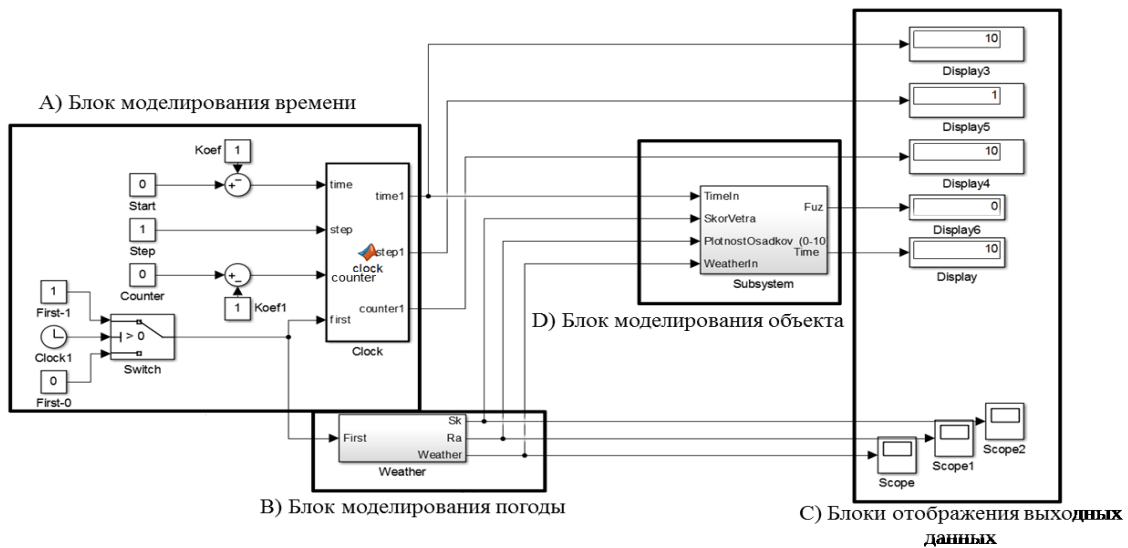 A) Блок моделирования времени
Koef
1
0
Start
1
Step
0
Counter
1
Koef1
1
First-1
Clock1
0
First-0
> 0
Switch
time
step
counter
first
clock
time1
step1
counter1
Clock
First
Sk
Ra
Weather
Weather
B) Блок моделирования погоды
TimeIn
SkorVetra
PlotnostOsadkov_(0-10
WeatherIn
Fuz
Time
Subsystem
D) Блок моделирования объекта
10
Display3
1
Display5
10
Display4
0
Display6
10
Display
Scope
Scope1
Scope2
C) Блоки отображения выходных
данных